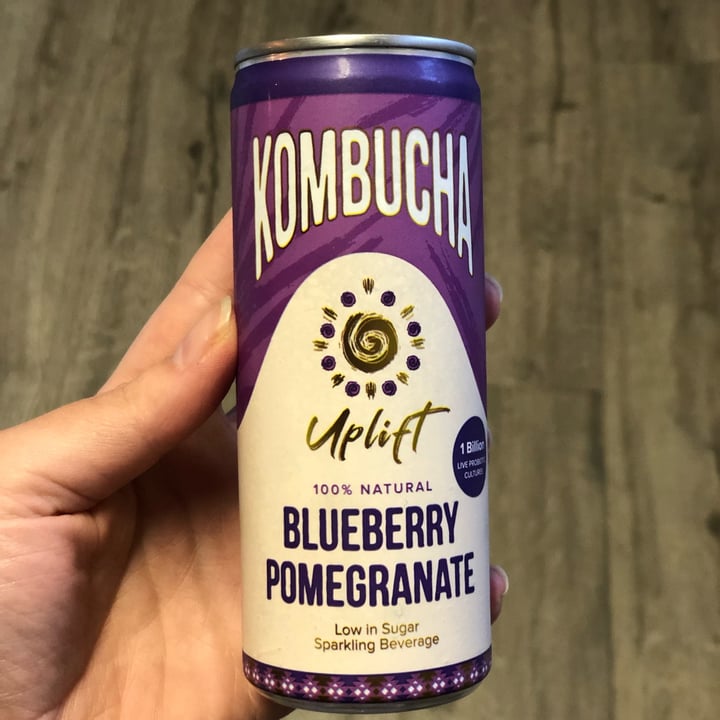 KOMBUCHA
Uplift
1 Billion
LIVE PROBIOTIC
CULTURES
100% NATURAL
BLUEBERRY
POMEGRANATE
Low in Sugar
Sparkling Beverage